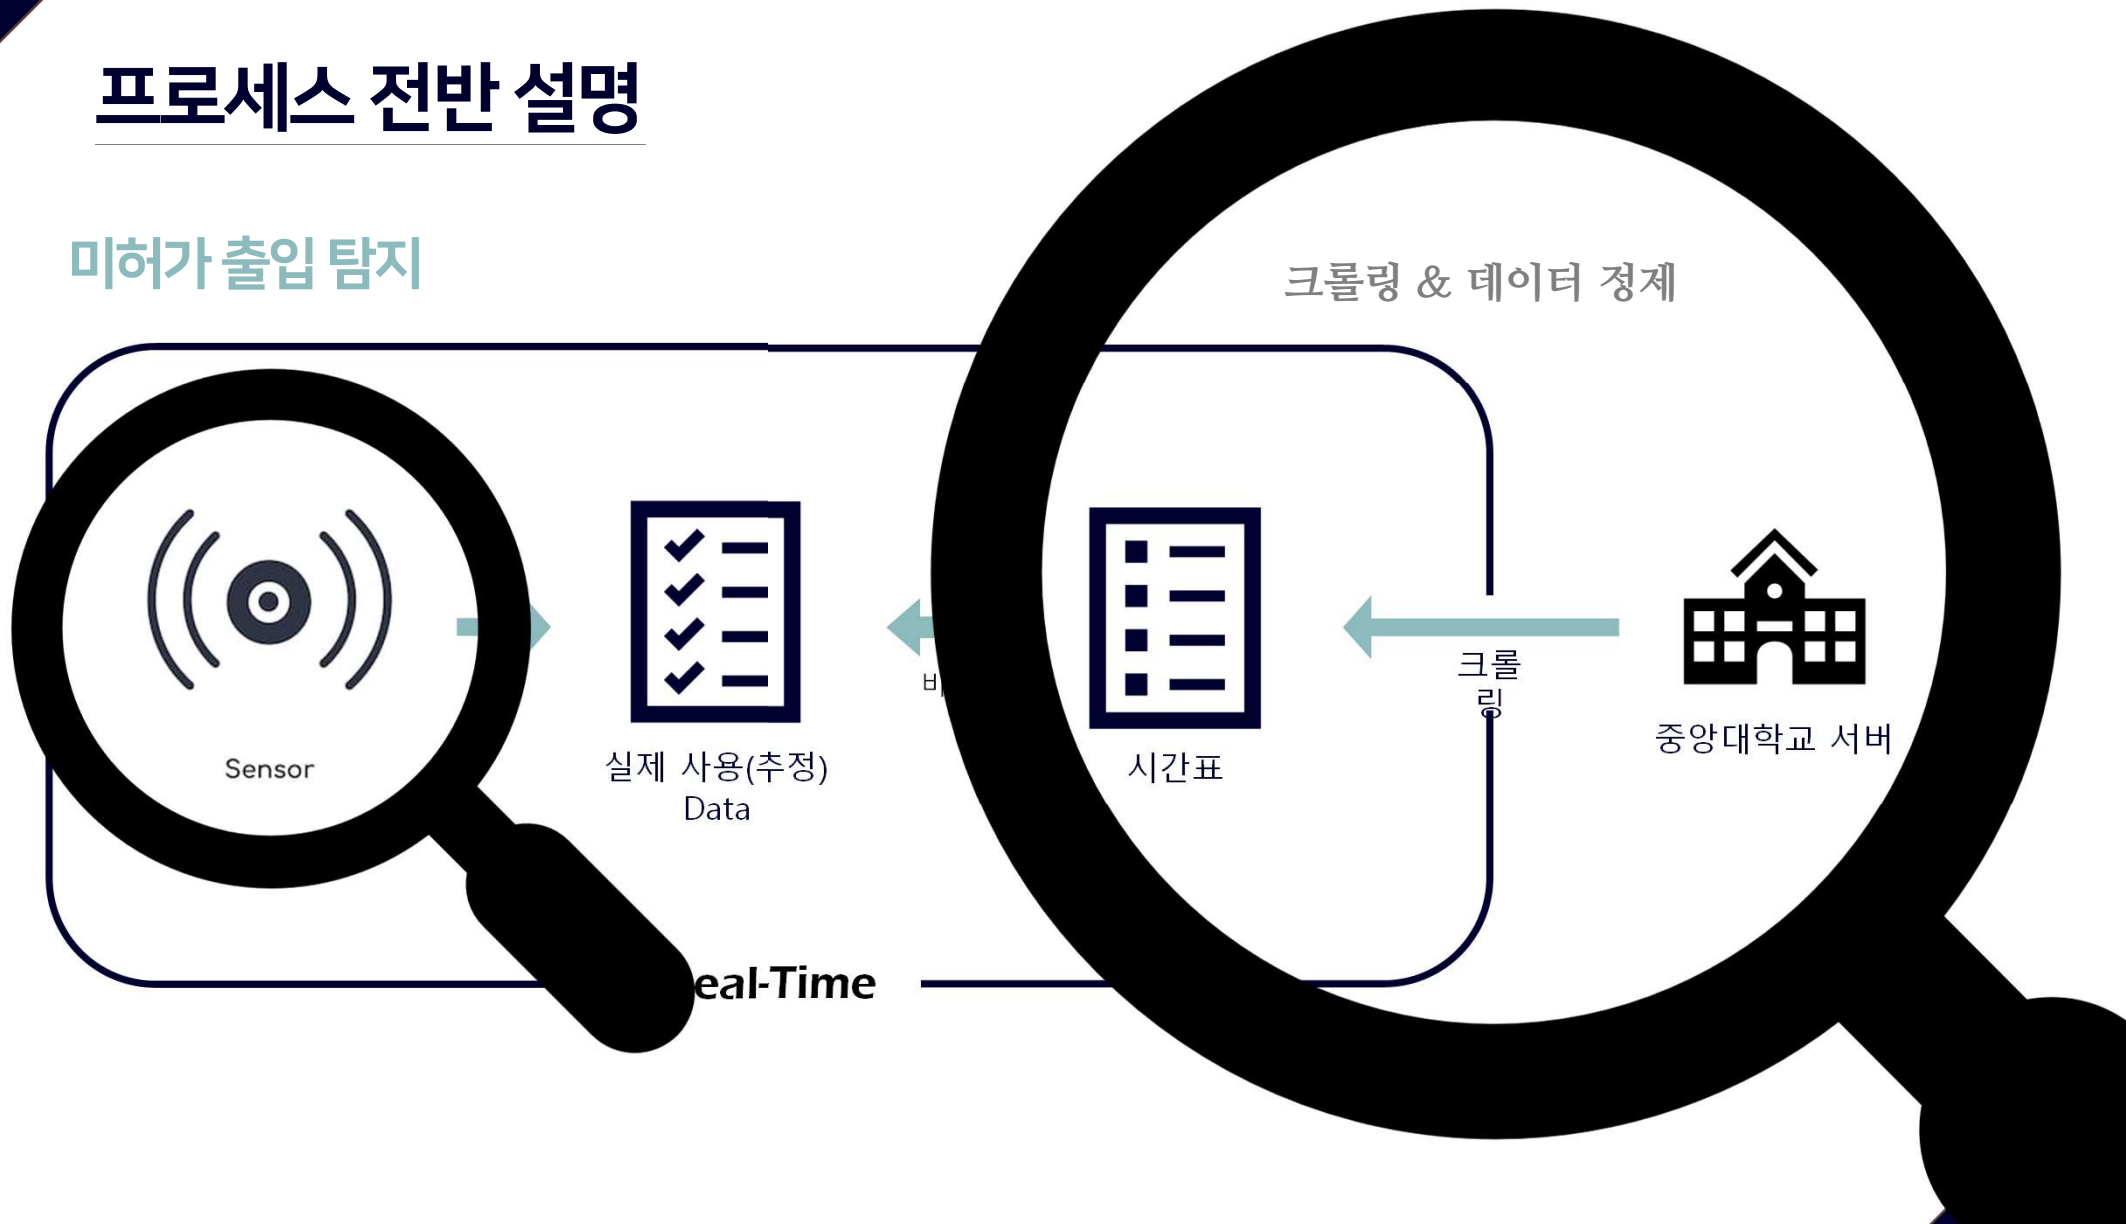 프로세스 전반 설명
미허가 출입 탐지
크롤링 & 데이터 정제
Sensor
실제 사용(추정)
Data
시간표
크롤
링
중앙대학교 서버
eal-Time